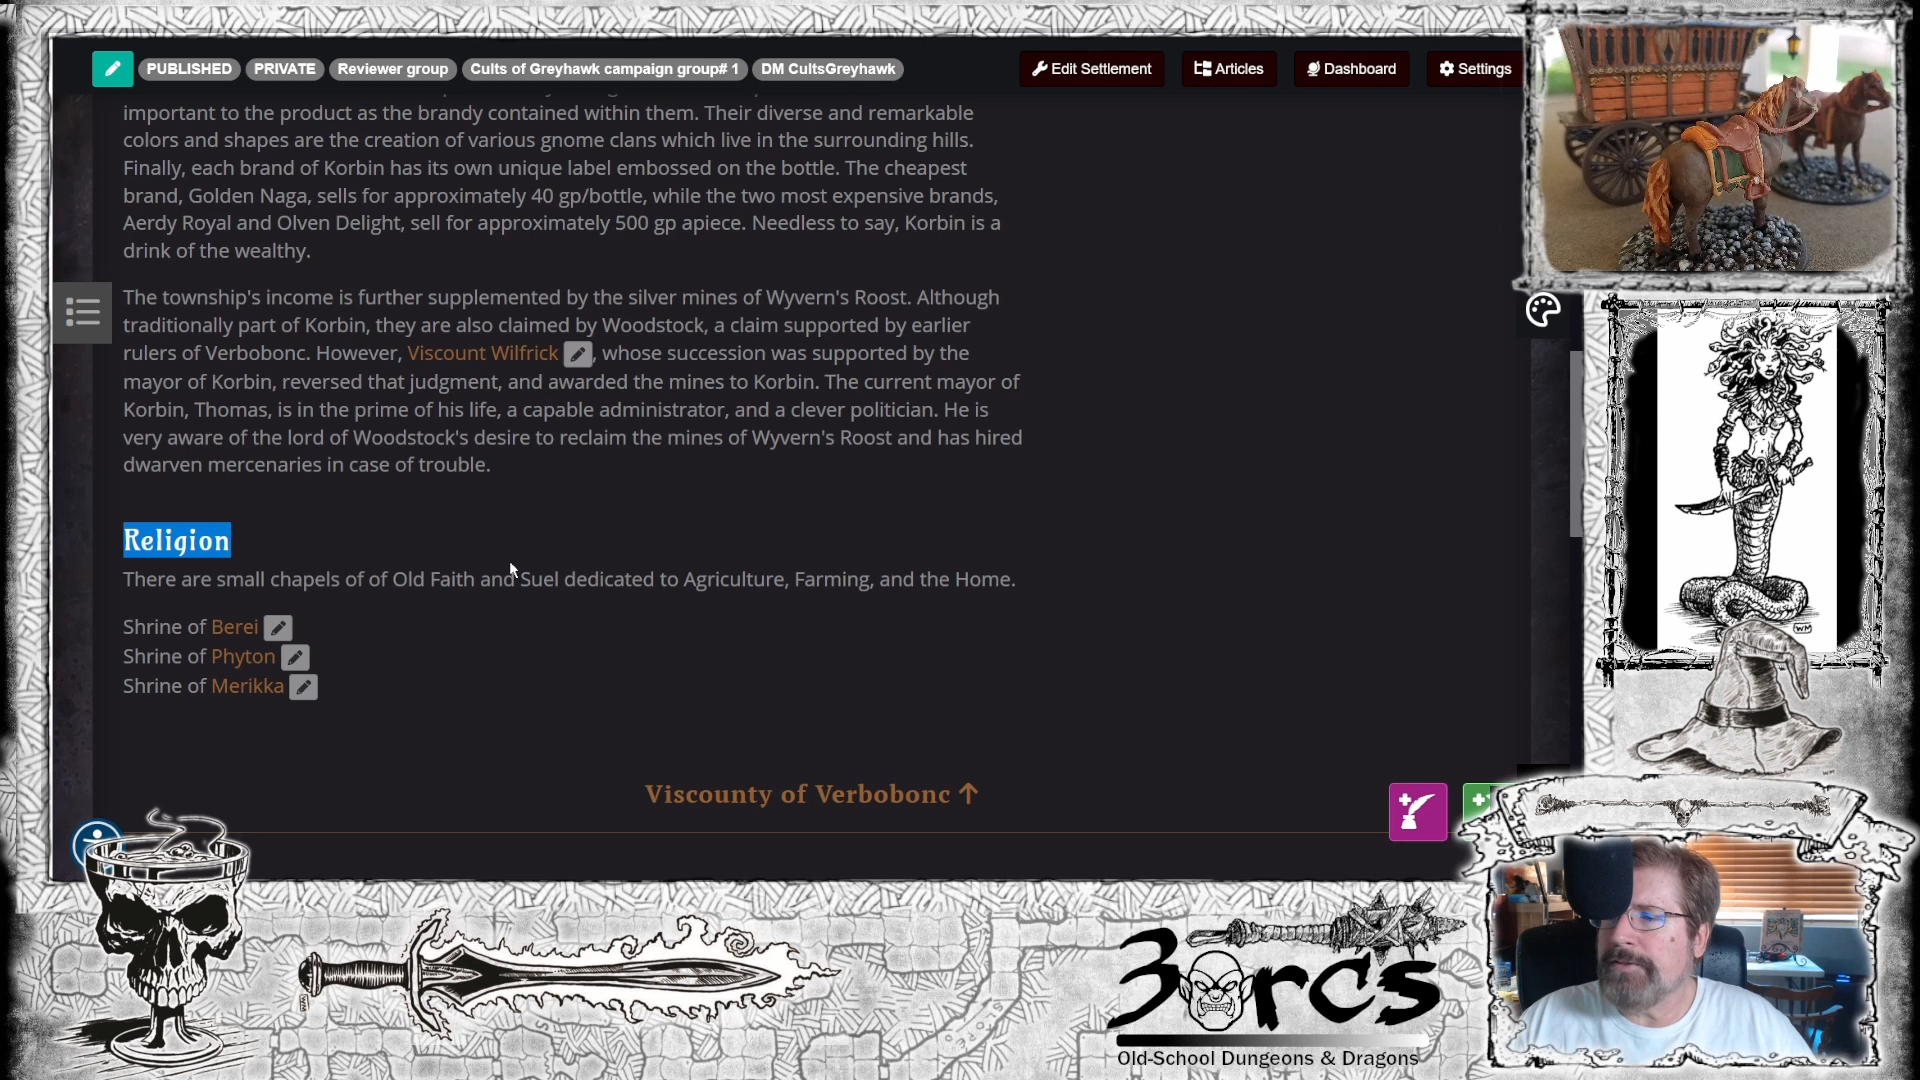 PUBLISHED PRIVATE Reviewer group Cults of Greyhawk campaign group# 1 DM CultsGreyhawk Edit Settlement Articles Dashboard Settings
important to the product as the brandy contained within them. Their diverse and remarkable
colors and shapes are the creation of various gnome clans which live in the surrounding hills.
Finally, each brand of Korbin has its own unique label embossed on the bottle. The cheapest
brand, Golden Naga, sells for approximately 40 gp/bottle, while the two most expensive brands,
Aerdy Royal and Olven Delight, sell for approximately 500 gp apiece. Needless to say, Korbin is a
drink of the wealthy.
The township's income is further supplemented by the silver mines of Wyvern's Roost. Although
traditionally part of Korbin, they are also claimed by Woodstock, a claim supported by earlier
rulers of Verbobonc. However, Viscount Wilfrick , whose succession was supported by the
mayor of Korbin, reversed that judgment, and awarded the mines to Korbin. The current mayor of
Korbin, Thomas, is in the prime of his life, a capable administrator, and a clever politician. He is
very aware of the lord of Woodstock's desire to reclaim the mines of Wyvern's Roost and has hired
dwarven mercenaries in case of trouble.
Religion
There are small chapels of of Old Faith and Suel dedicated to Agriculture, Farming, and the Home.
Shrine of Berei
Shrine of Phyton
Shrine of Merikka
Viscounty of Verbobonc
WM
3orcs
Old-School Dungeons & Dragons